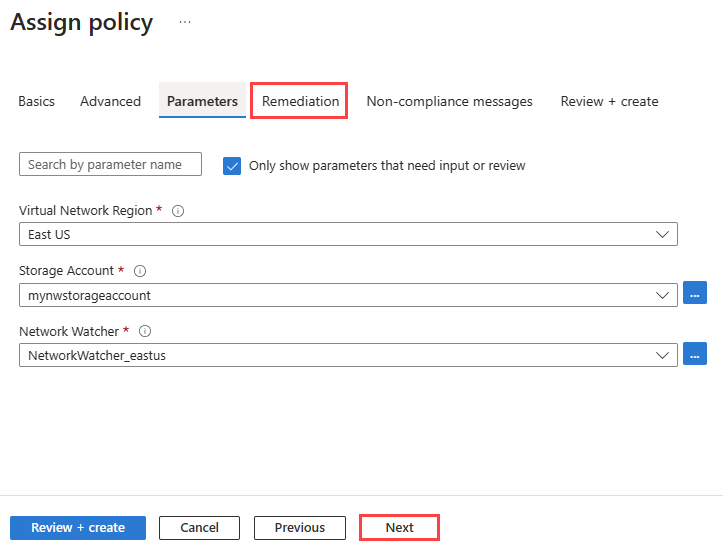 Assign policy ...
Basics Advanced Parameters Remediation Non-compliance messages Review + create
Search by parameter name Only show parameters that need input or review
Virtual Network Region *
East US
Storage Account *
mynwstorageaccount ...
Network Watcher *
NetworkWatcher_eastus ...
Review + create Cancel Previous Next